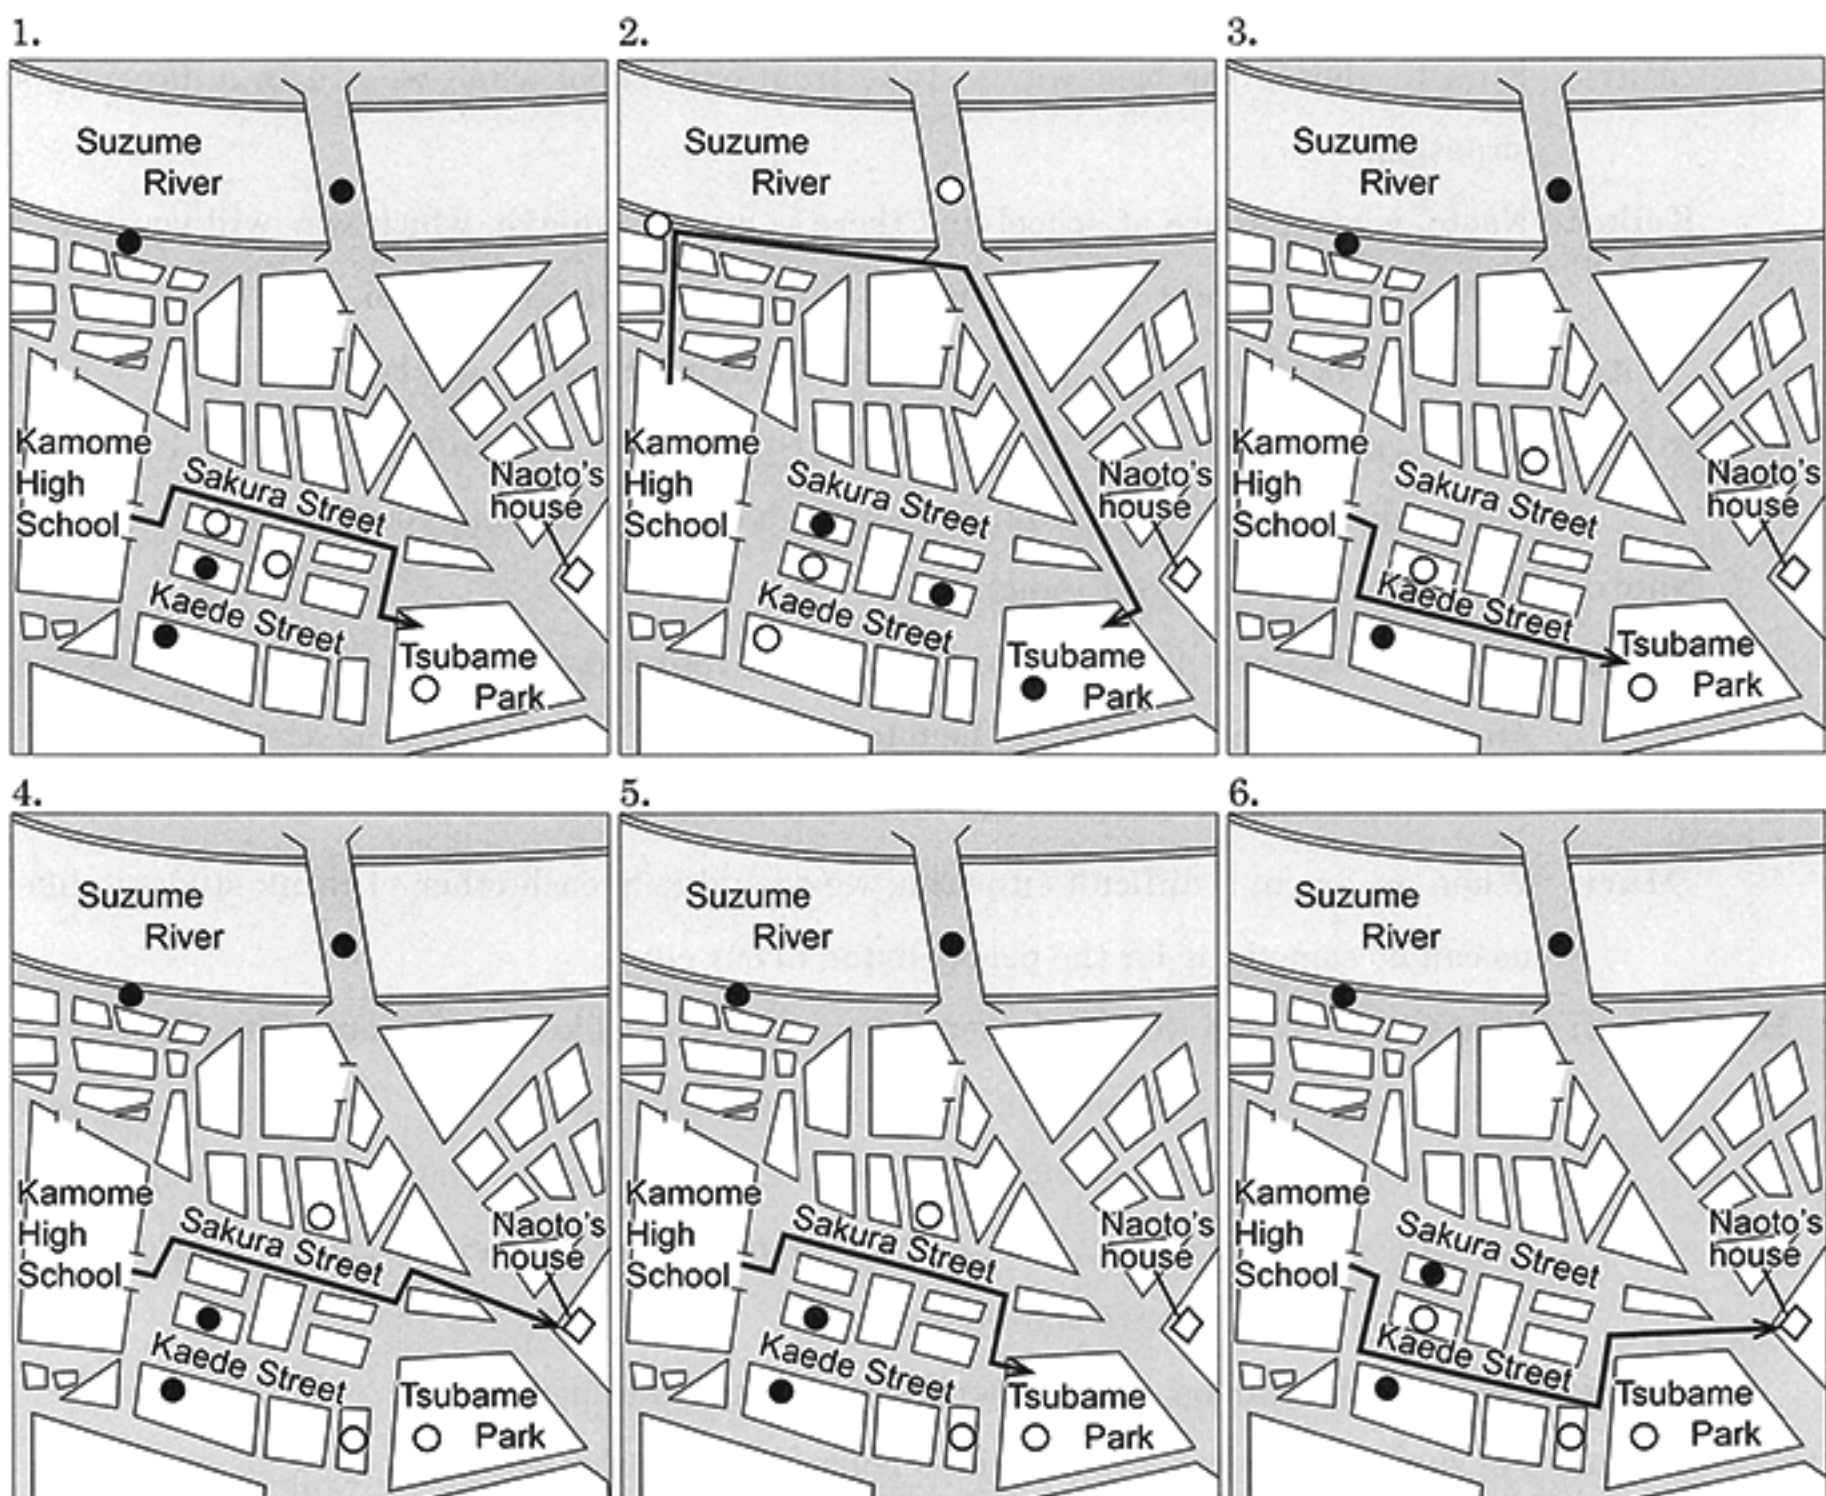 1.
Suzume
River
Kamome
High
School
Sakura Street
Naoto's
house
Kaede Street
Tsubame
Park
2.
Suzume
River
Kamome
High
School
Sakura Street
Naoto's
house
Kaede Street
Tsubame
Park
3.
Suzume
River
Kamome
High
School
Sakura Street
Naoto's
house
Kaede Street
Tsubame
Park
4.
Suzume
River
Kamome
High
School
Sakura Street
Naoto's
house
Kaede Street
Tsubame
Park
5.
Suzume
River
Kamome
High
School
Sakura Street
Naoto's
house
Kaede Street
Tsubame
Park
6.
Suzume
River
Kamome
High
School
Sakura Street
Naoto's
house
Kaede Street
Tsubame
Park